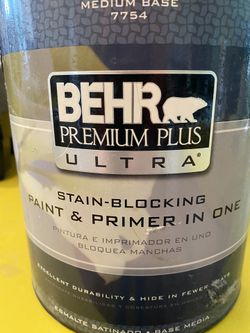 MEDIUM BASE
7754
BEHR
PREMIUM PLUS
ULTRA®
STAIN-BLOCKING
PAINT & PRIMER IN ONE
PINTURA E IMPRIMADOR EN UNO
BLOQUEA MANCHAS
EXCELLENT DURABILITY & HIDE IN FEWER
ESMALTE SATINADO • BASE MEDIA